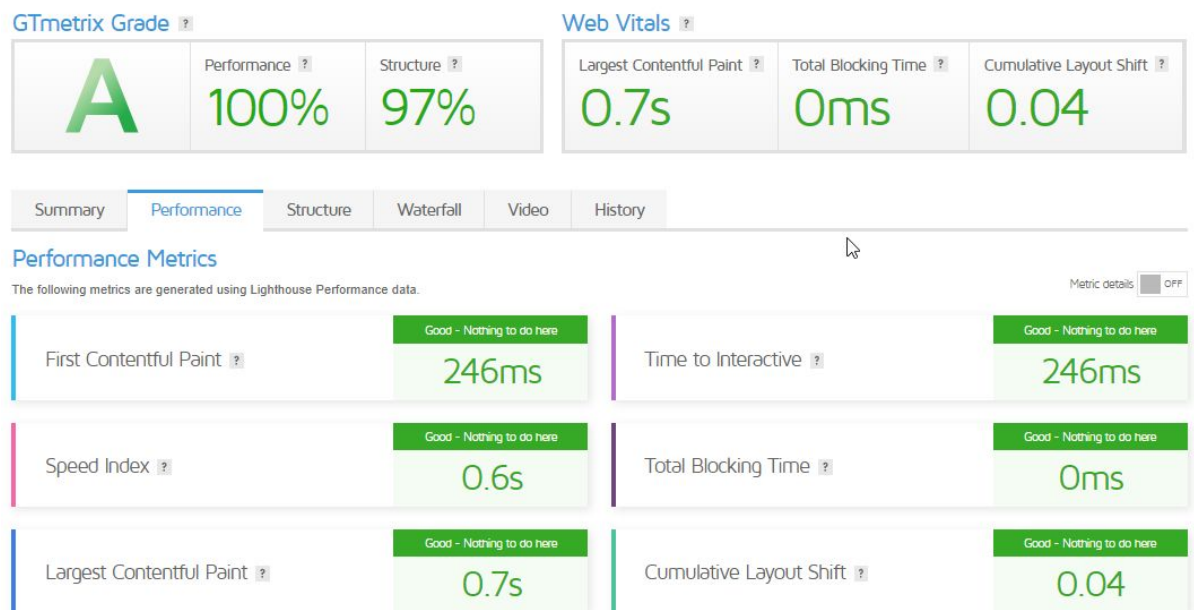 GTmetrix Grade ?
Web Vitals ?
A
Performance ?
100%
Structure ?
97%
Largest Contentful Paint ?
0.7s
Total Blocking Time ?
0ms
Cumulative Layout Shift ?
0.04
Summary Performance Structure Waterfall Video History
Performance Metrics
The following metrics are generated using Lighthouse Performance data.
Metric details OFF
First Contentful Paint ?
Good - Nothing to do here
246ms
Time to Interactive ?
Good - Nothing to do here
246ms
Speed Index ?
Good - Nothing to do here
0.6s
Total Blocking Time ?
Good - Nothing to do here
0ms
Largest Contentful Paint ?
Good - Nothing to do here
0.7s
Cumulative Layout Shift ?
Good - Nothing to do here
0.04